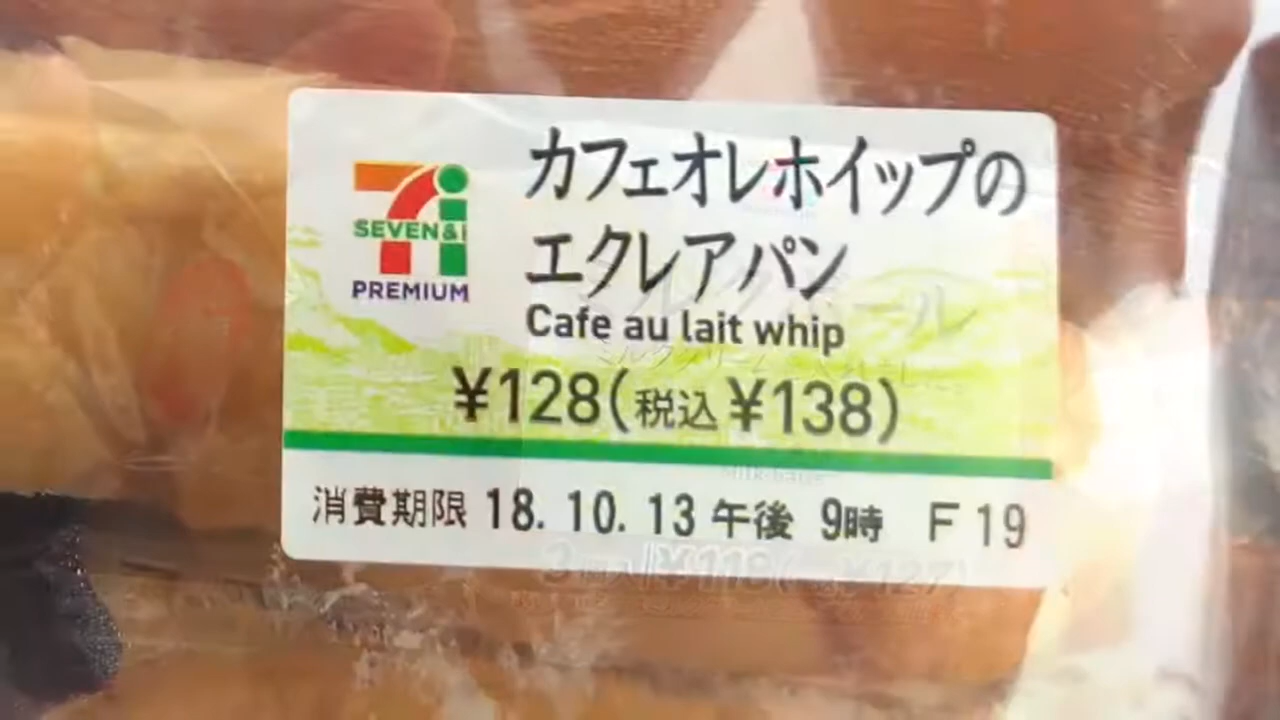 カフェオレホイップの
エクレアパン
Cafe au lait whip
SEVEN&i
PREMIUM
¥128(税込 ¥138)
消費期限 18. 10. 13 午後 9時 F 19